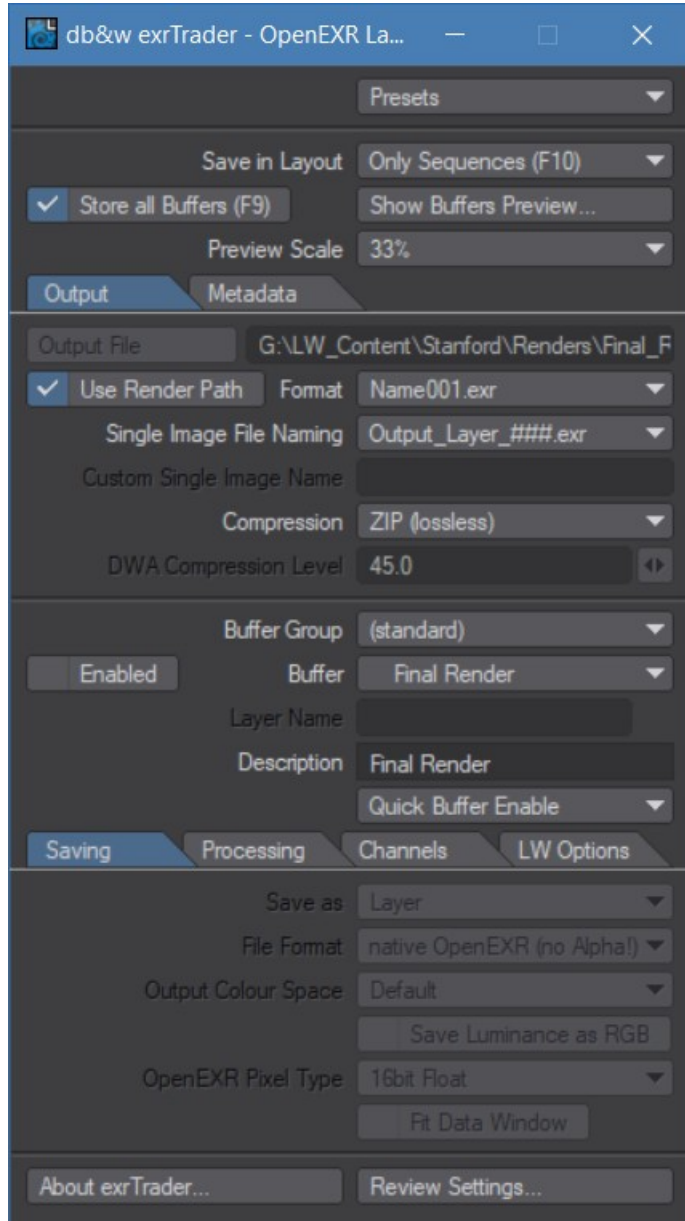 db&w exrTrader - OpenEXR La...
Presets
Save in Layout Only Sequences (F10)
Store all Buffers (F9) Show Buffers Preview...
Preview Scale 33%
Output Metadata
Output File G:\LW_Content\Stanford\Renders\Final_R
Use Render Path Format Name001.exr
Single Image File Naming Output_Layer_###.exr
Custom Single Image Name
Compression ZIP (lossless)
DWA Compression Level 45.0
Buffer Group (standard)
Enabled Buffer Final Render
Layer Name
Description Final Render
Quick Buffer Enable
Saving Processing Channels LW Options
Save as Layer
File Format native OpenEXR (no Alpha!)
Output Colour Space Default
Save Luminance as RGB
OpenEXR Pixel Type 16bit Float
Fit Data Window
About exrTrader... Review Settings...